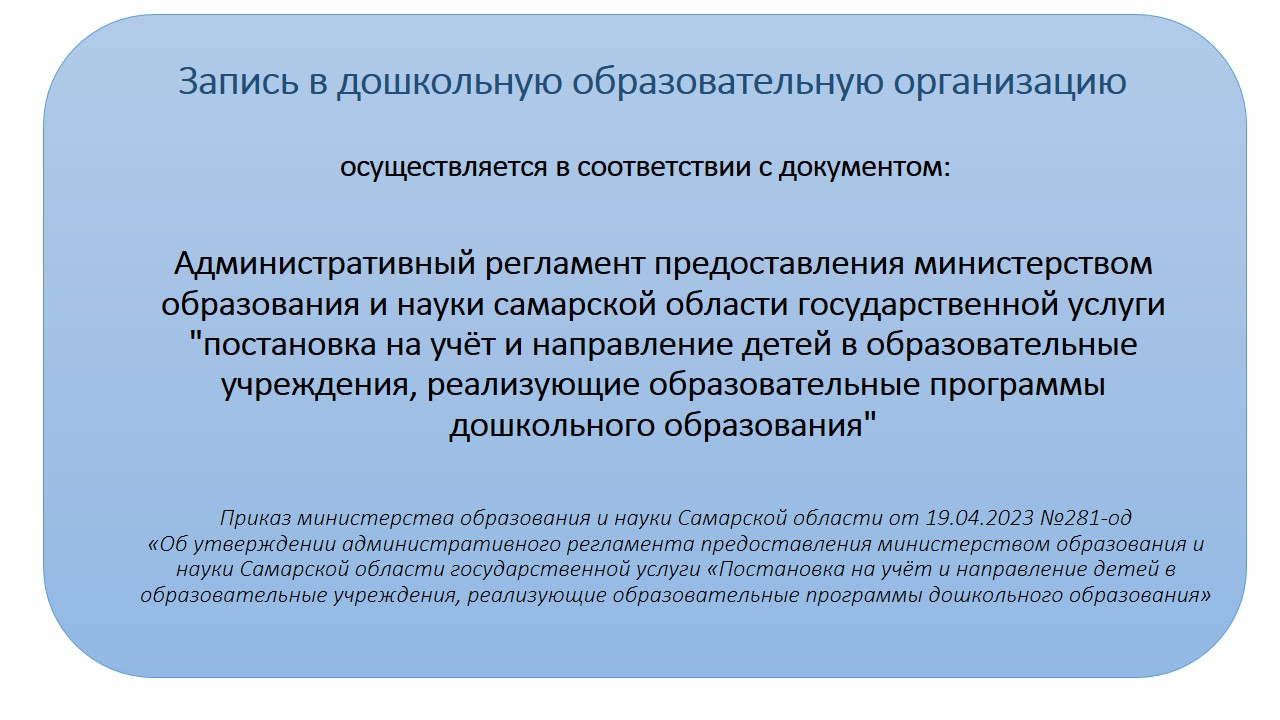 Запись в дошкольную образовательную организацию
осуществляется в соответствии с документом:
Административный регламент предоставления министерством
образования и науки самарской области государственной услуги
"постановка на учёт и направление детей в образовательные
учреждения, реализующие образовательные программы
дошкольного образования"
Приказ министерства образования и науки Самарской области от 19.04.2023 №281-од
«Об утверждении административного регламента предоставления министерством образования и
науки Самарской области государственной услуги «Постановка на учёт и направление детей в
образовательные учреждения, реализующие образовательные программы дошкольного образования»